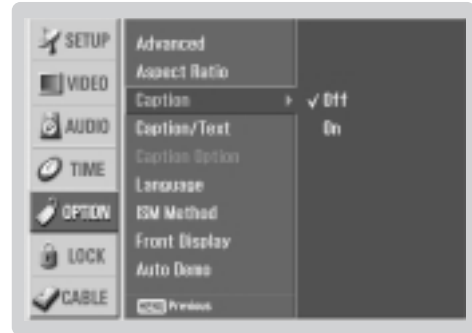 SETUP
VIDEO
AUDIO
TIME
OPTION
LOCK
CABLE
Advanced
Aspect Ratio
Caption
Caption/Text
Caption Option
Language
ISM Method
Front Display
Auto Demo
MENU Previous
✓ Off
On